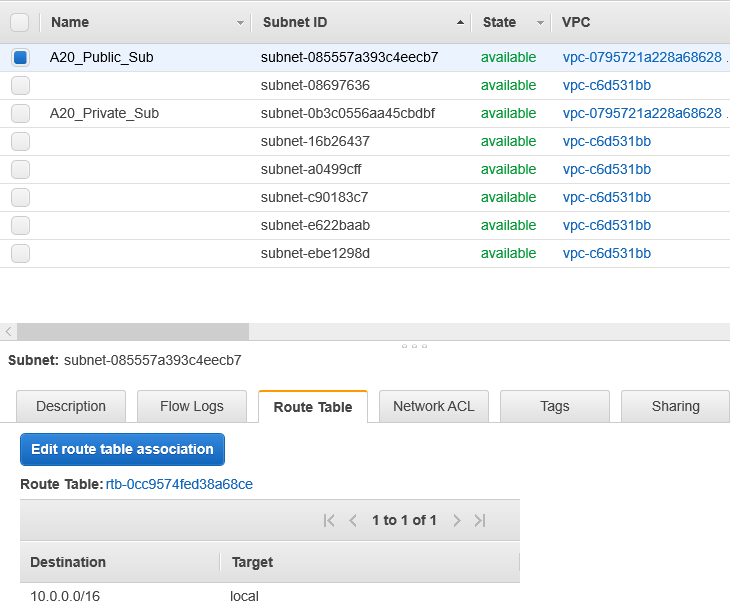 Name Subnet ID State VPC
A20_Public_Sub subnet-085557a393c4eecb7 available vpc-0795721a228a68628 .
subnet-08697636 available vpc-c6d531bb
A20_Private_Sub subnet-0b3c0556aa45cbdbf available vpc-0795721a228a68628 .
subnet-16b26437 available vpc-c6d531bb
subnet-a0499cff available vpc-c6d531bb
subnet-c90183c7 available vpc-c6d531bb
subnet-e622baab available vpc-c6d531bb
subnet-ebe1298d available vpc-c6d531bb
Subnet: subnet-085557a393c4eecb7
Description Flow Logs Route Table Network ACL Tags Sharing
Edit route table association
Route Table: rtb-0cc9574fed38a68ce
1 to 1 of 1
Destination Target
10.0.0.0/16 local